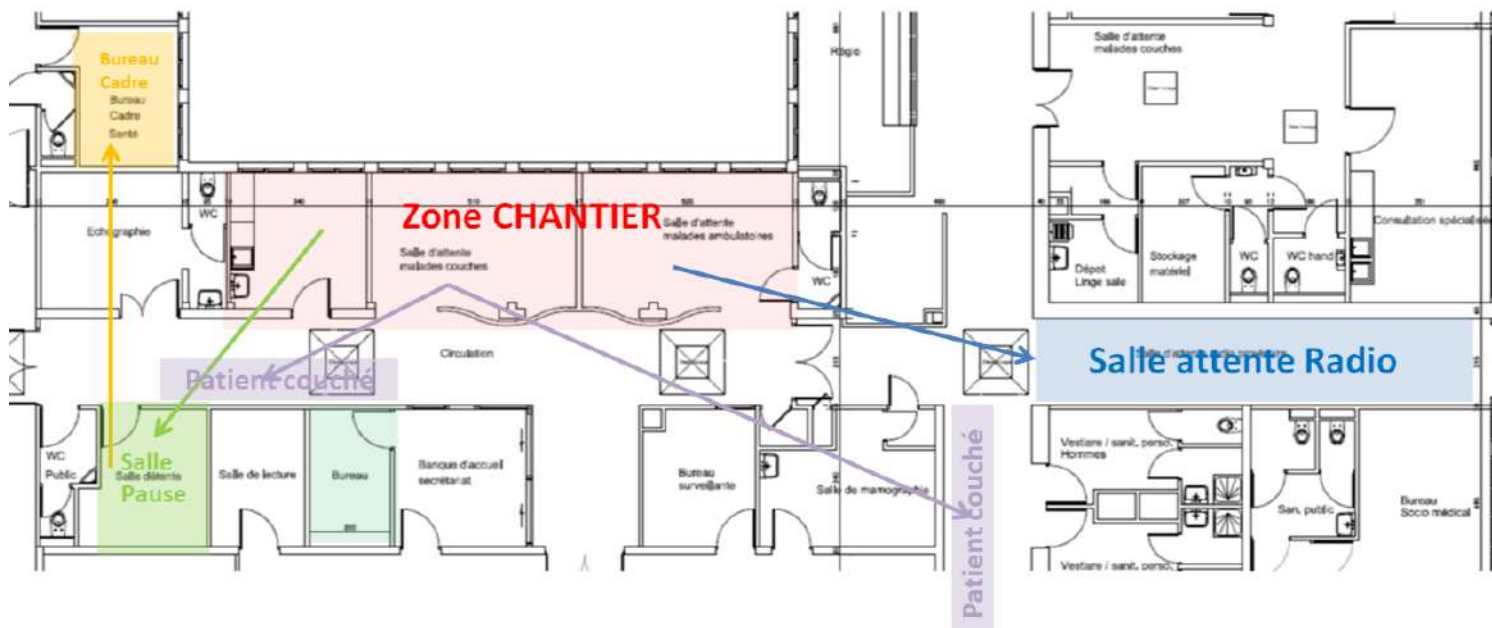 Bureau
Cadre
Bureau
Cadre
Santé
Régie
Salle d'attente
malades couches
Echographie
WC
Zone CHANTIER
Salle d'attente
malades couches
Salle d'attente
malades ambulatoires
WC
Dépot
Linge sale
Stockage
matériel
WC
WC hand
Consultation spécialisée
Circulation
Patient couché
Salle attente Radio
WC
Public
Salle
Pause
Salle détente
Salle de lecture
Bureau
Banque d'accueil
secrétariat
Bureau
surveillante
Salle de mamographie
Patient couché
Vestiaire / sanit. perso.
Hommes
San. public
Bureau
Socio médical
Vestiaire / sanit. perso.